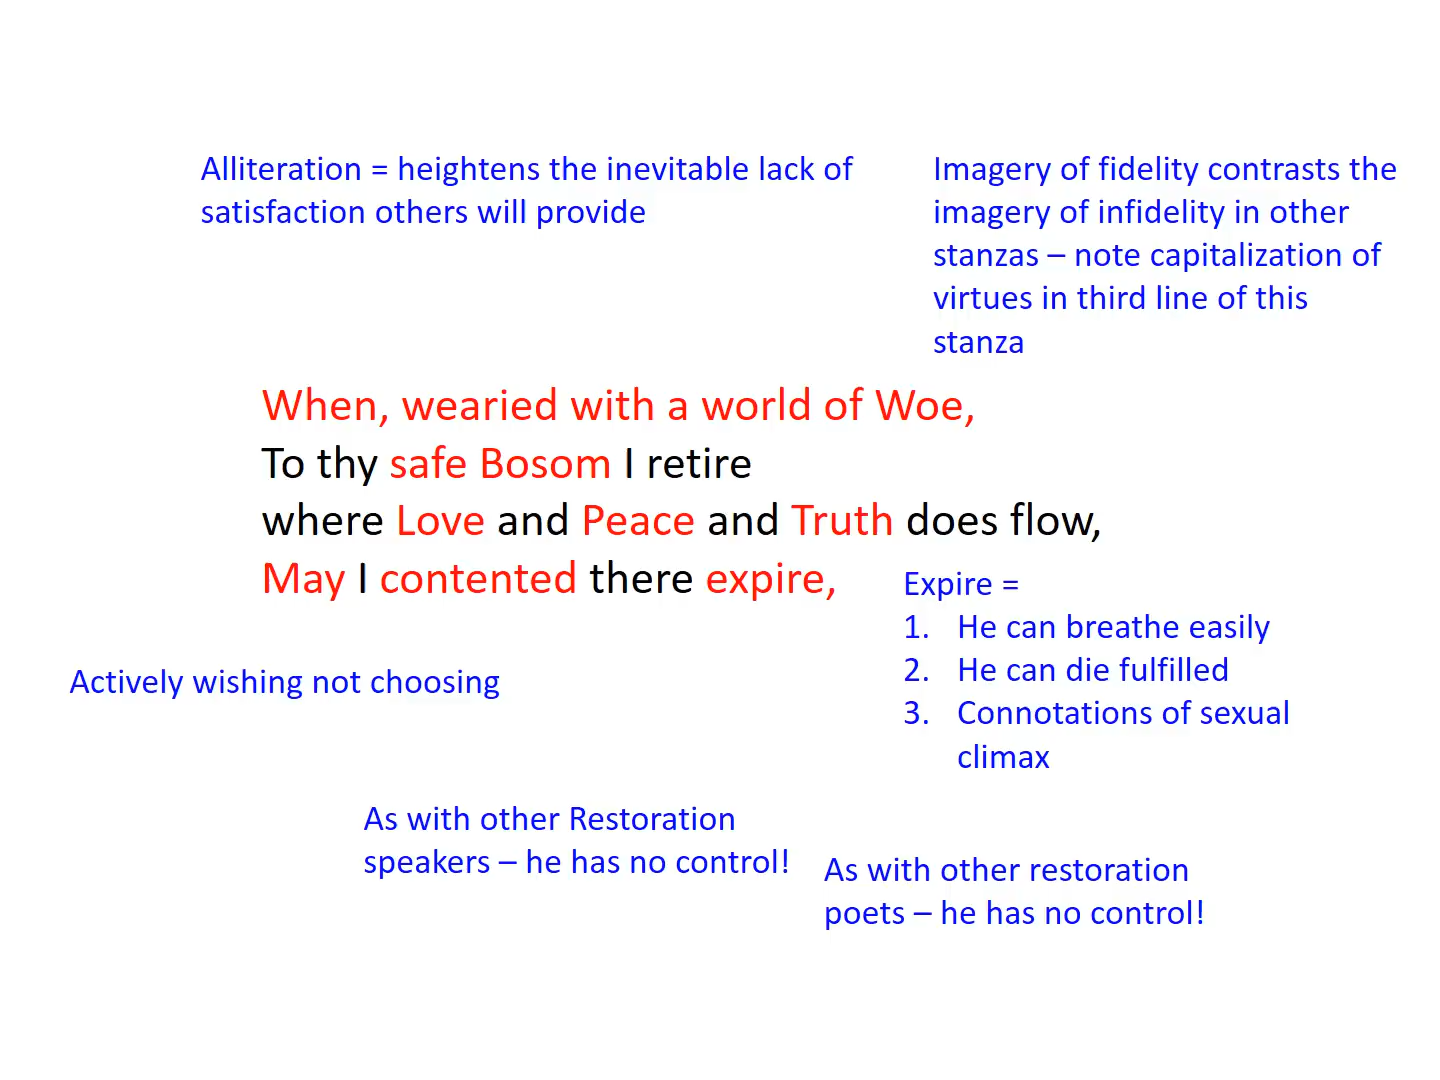 Alliteration = heightens the inevitable lack of
satisfaction others will provide
Imagery of fidelity contrasts the
imagery of infidelity in other
stanzas – note capitalization of
virtues in third line of this
stanza
When, wearied with a world of Woe,
To thy safe Bosom I retire
where Love and Peace and Truth does flow,
May I contented there expire,
Expire =
1. He can breathe easily
2. He can die fulfilled
3. Connotations of sexual
climax
Actively wishing not choosing
As with other Restoration
speakers – he has no control!
As with other restoration
poets – he has no control!